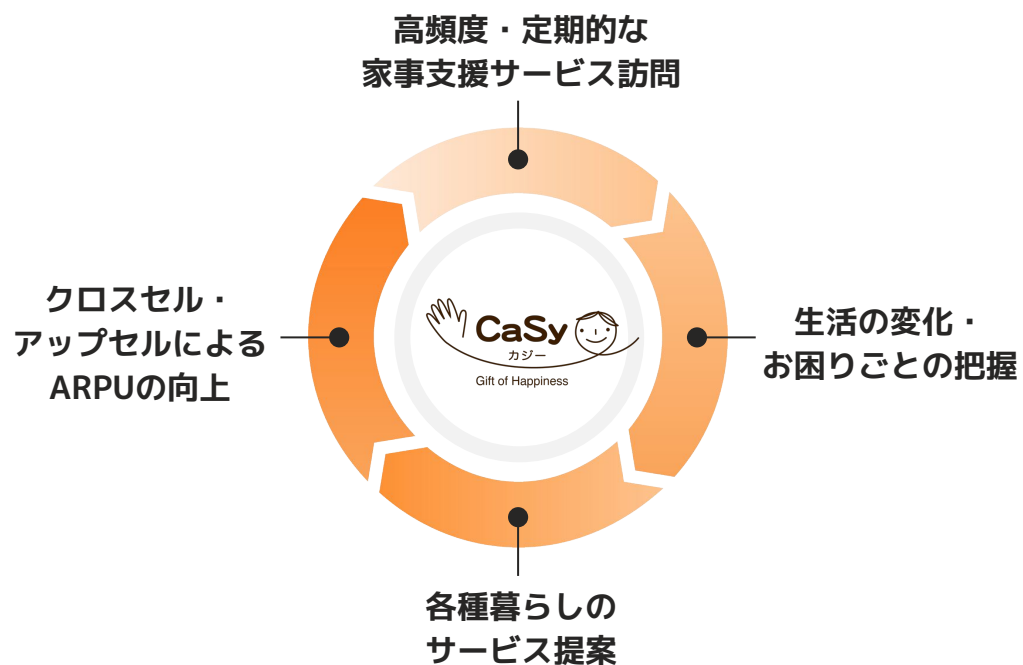 高頻度・定期的な
家事支援サービス訪問
クロスセル・
アップセルによる
ARPUの向上
CaSy
カジー
Gift of Happiness
生活の変化・
お困りごとの把握
各種暮らしの
サービス提案